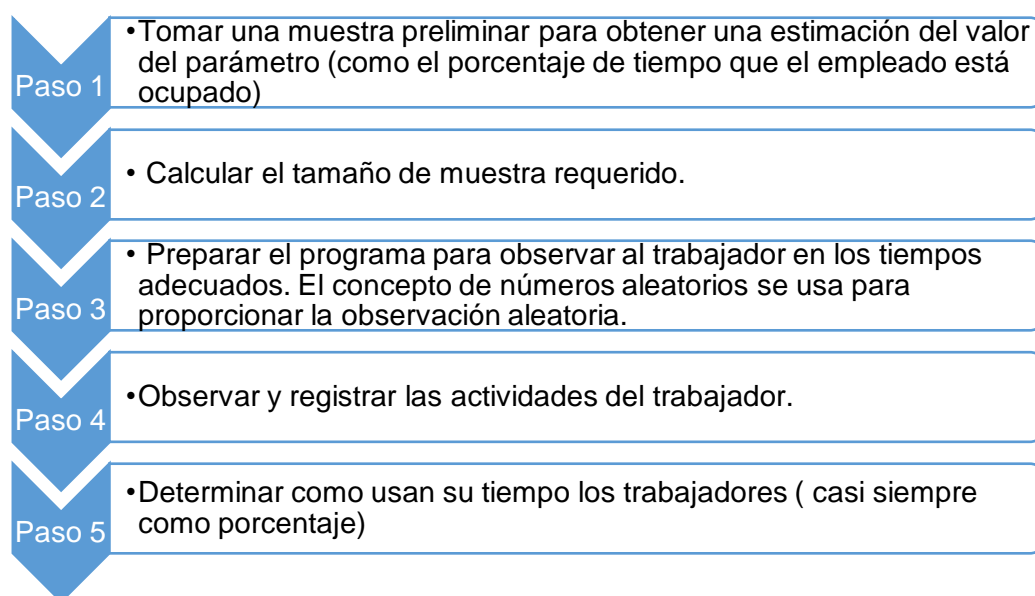 Paso 1
•Tomar una muestra preliminar para obtener una estimación del valor
del parámetro (como el porcentaje de tiempo que el empleado está
ocupado)
Paso 2
• Calcular el tamaño de muestra requerido.
Paso 3
• Preparar el programa para observar al trabajador en los tiempos
adecuados. El concepto de números aleatorios se usa para
proporcionar la observación aleatoria.
Paso 4
•Observar y registrar las actividades del trabajador.
Paso 5
•Determinar como usan su tiempo los trabajadores ( casi siempre
como porcentaje)